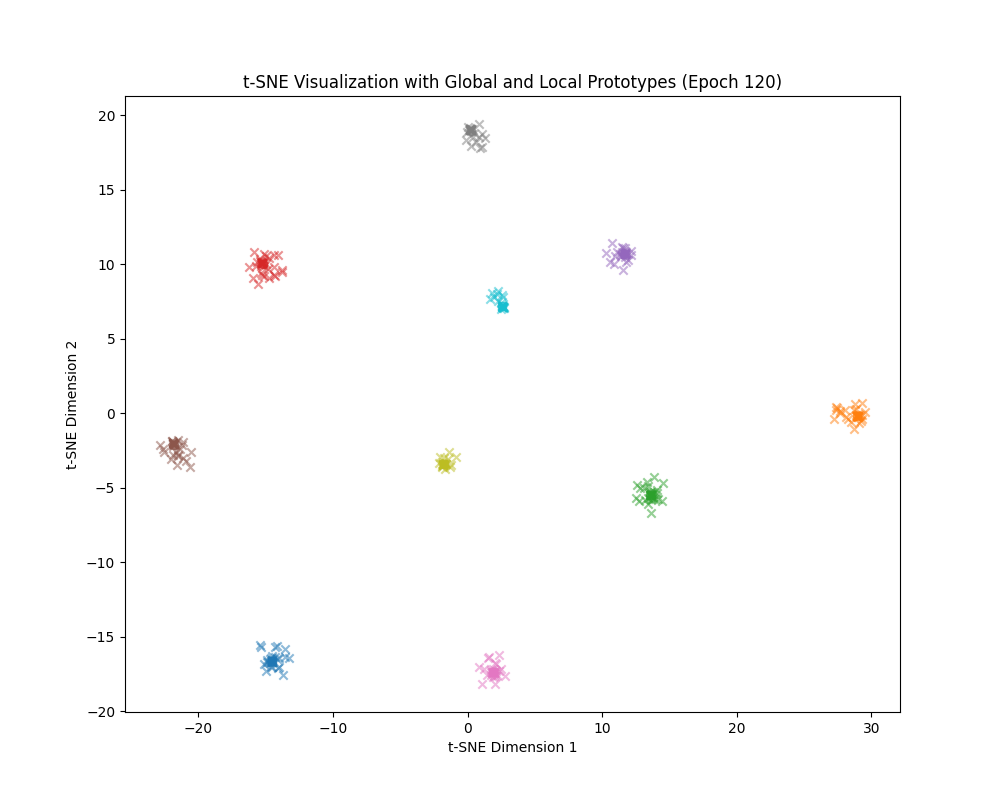 t-SNE Visualization with Global and Local Prototypes (Epoch 120)
20
15
10
5
0
−5
−10
−15
−20
t-SNE Dimension 2
−20 −10 0 10 20 30
t-SNE Dimension 1